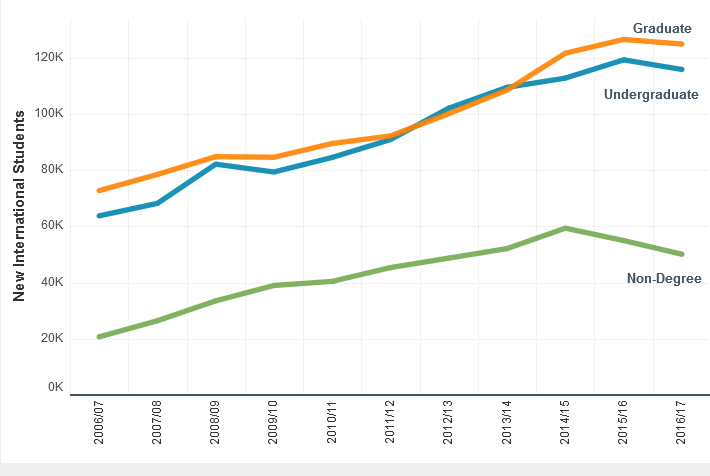 Graduate
Undergraduate
Non-Degree
New International Students
120K
100K
80K
60K
40K
20K
0K
2006/07
2007/08
2008/09
2009/10
2010/11
2011/12
2012/13
2013/14
2014/15
2015/16
2016/17